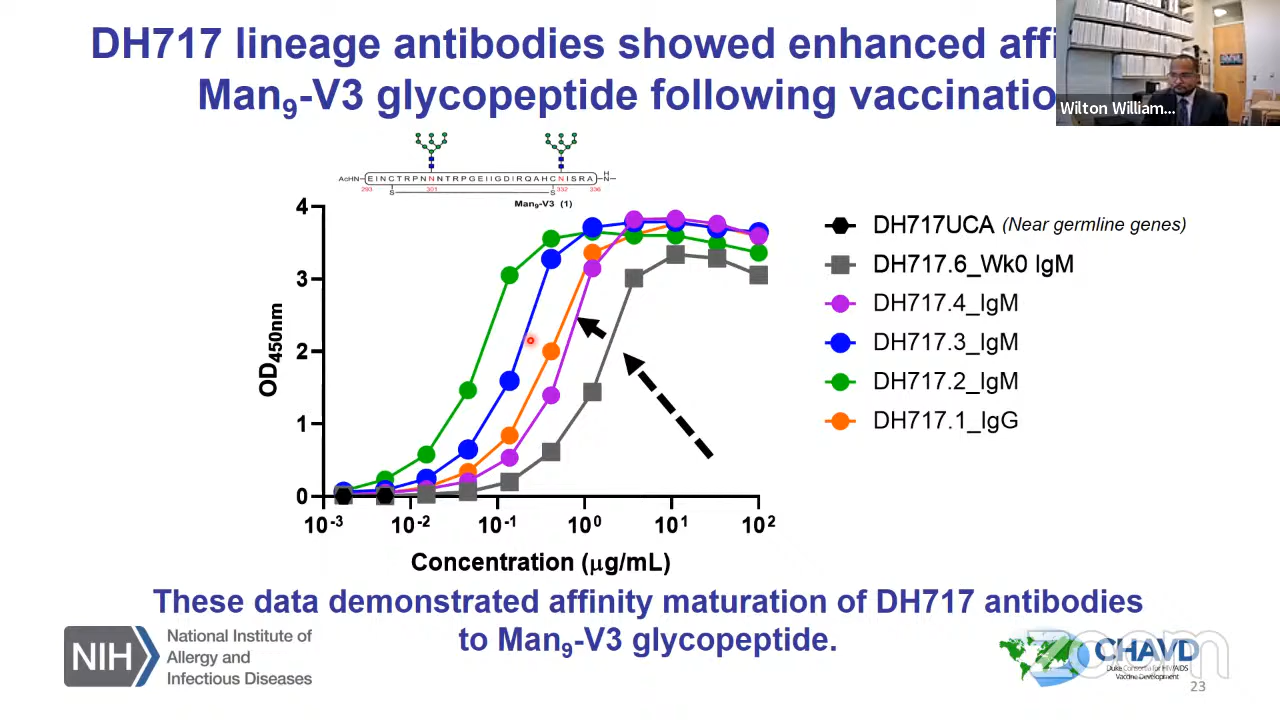 DH717 lineage antibodies showed enhanced affi
Man9-V3 glycopeptide following vaccinatio
Wilton William...
AcHN EINCTRPNNNTRPGEIIGDIRQAHCNISRA N
H
293 S 301 S 332 336
Man9-V3 (1)
4
3
2
1
0
OD450nm
10-3 10-2 10-1 100 101 102
Concentration (μg/mL)
DH717UCA (Near germline genes)
DH717.6_Wk0 IgM
DH717.4_IgM
DH717.3_IgM
DH717.2_IgM
DH717.1_IgG
These data demonstrated affinity maturation of DH717 antibodies
to Man9-V3 glycopeptide.
NIH
National Institute of
Allergy and
Infectious Diseases
CHAVD
Duke Consortia for HIV/AIDS
Vaccine Development
zoom
23